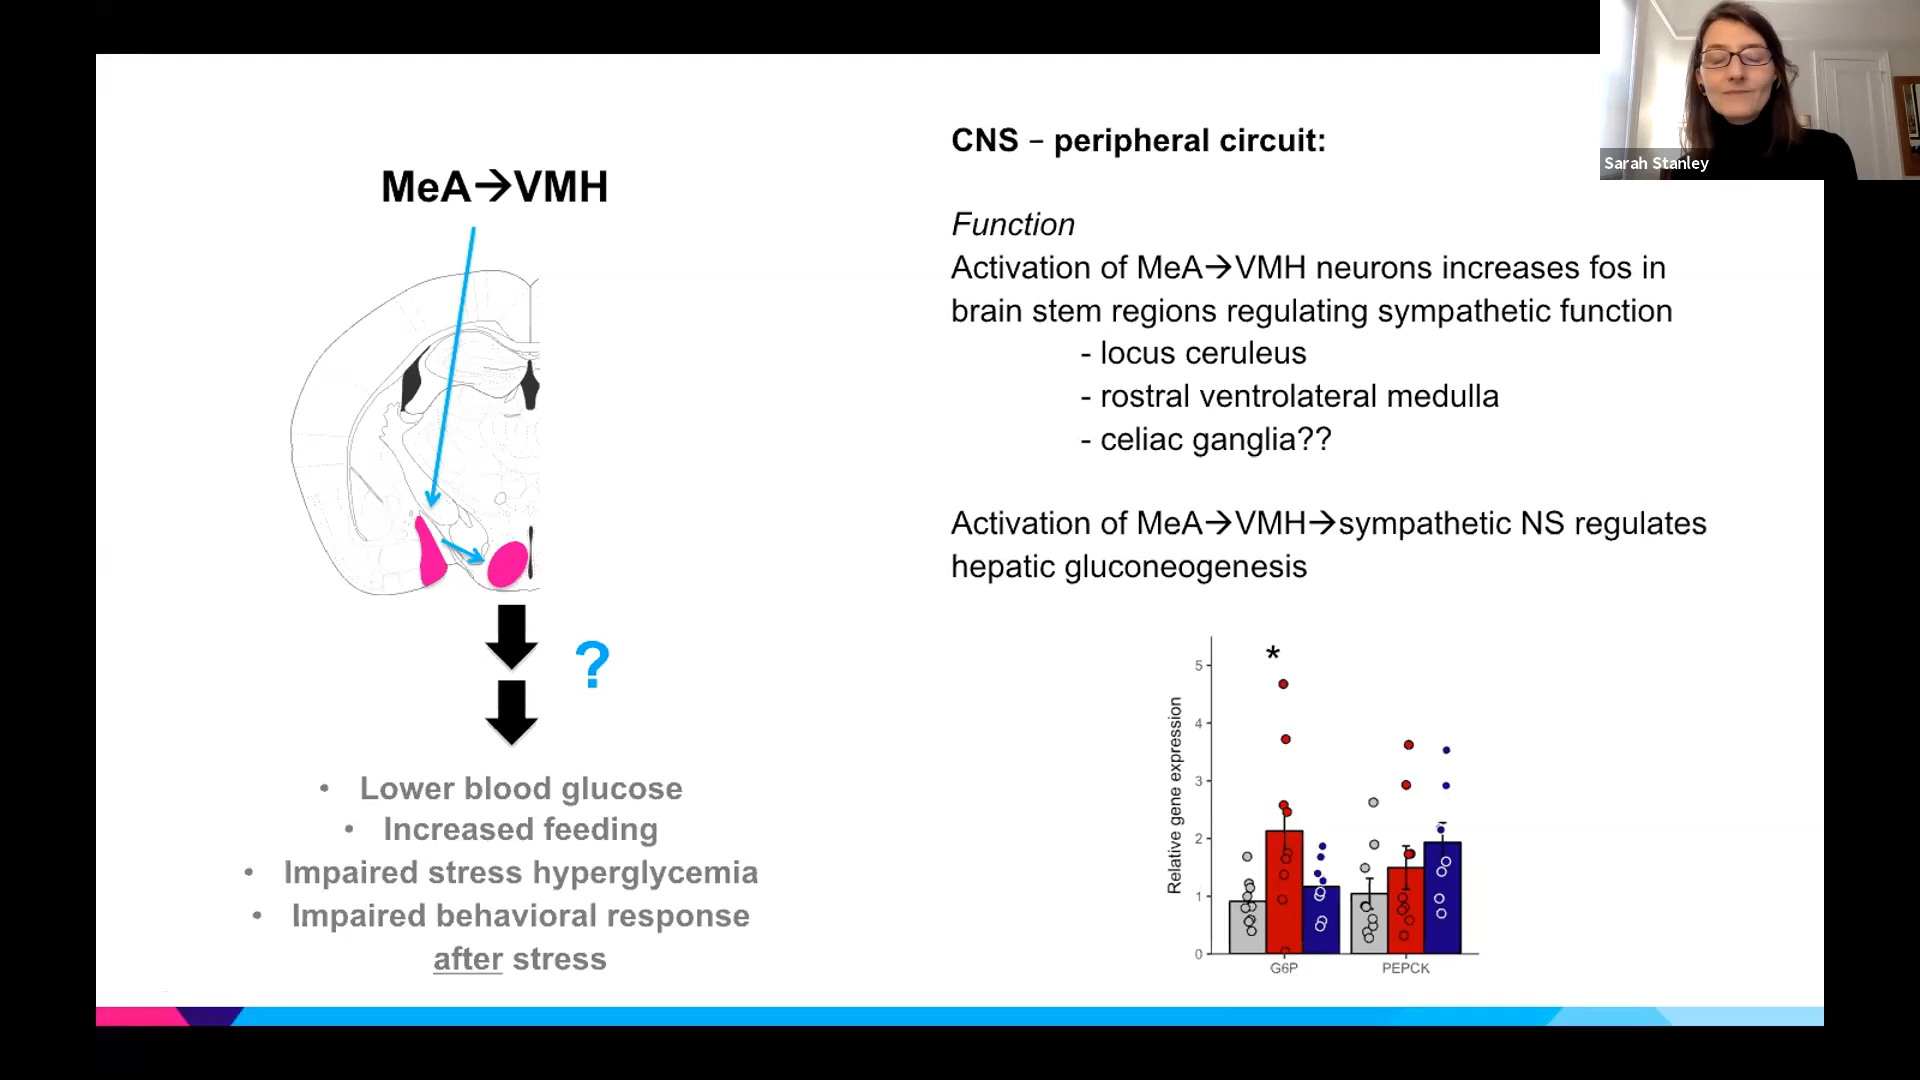 MeA→VMH
?
• Lower blood glucose
• Increased feeding
• Impaired stress hyperglycemia
• Impaired behavioral response
after stress
CNS – peripheral circuit:
Function
Activation of MeA→VMH neurons increases fos in
brain stem regions regulating sympathetic function
- locus ceruleus
- rostral ventrolateral medulla
- celiac ganglia??
Activation of MeA→VMH→sympathetic NS regulates
hepatic gluconeogenesis
Relative gene expression
*
5
4
3
2
1
0
G6P PEPCK
Sarah Stanley